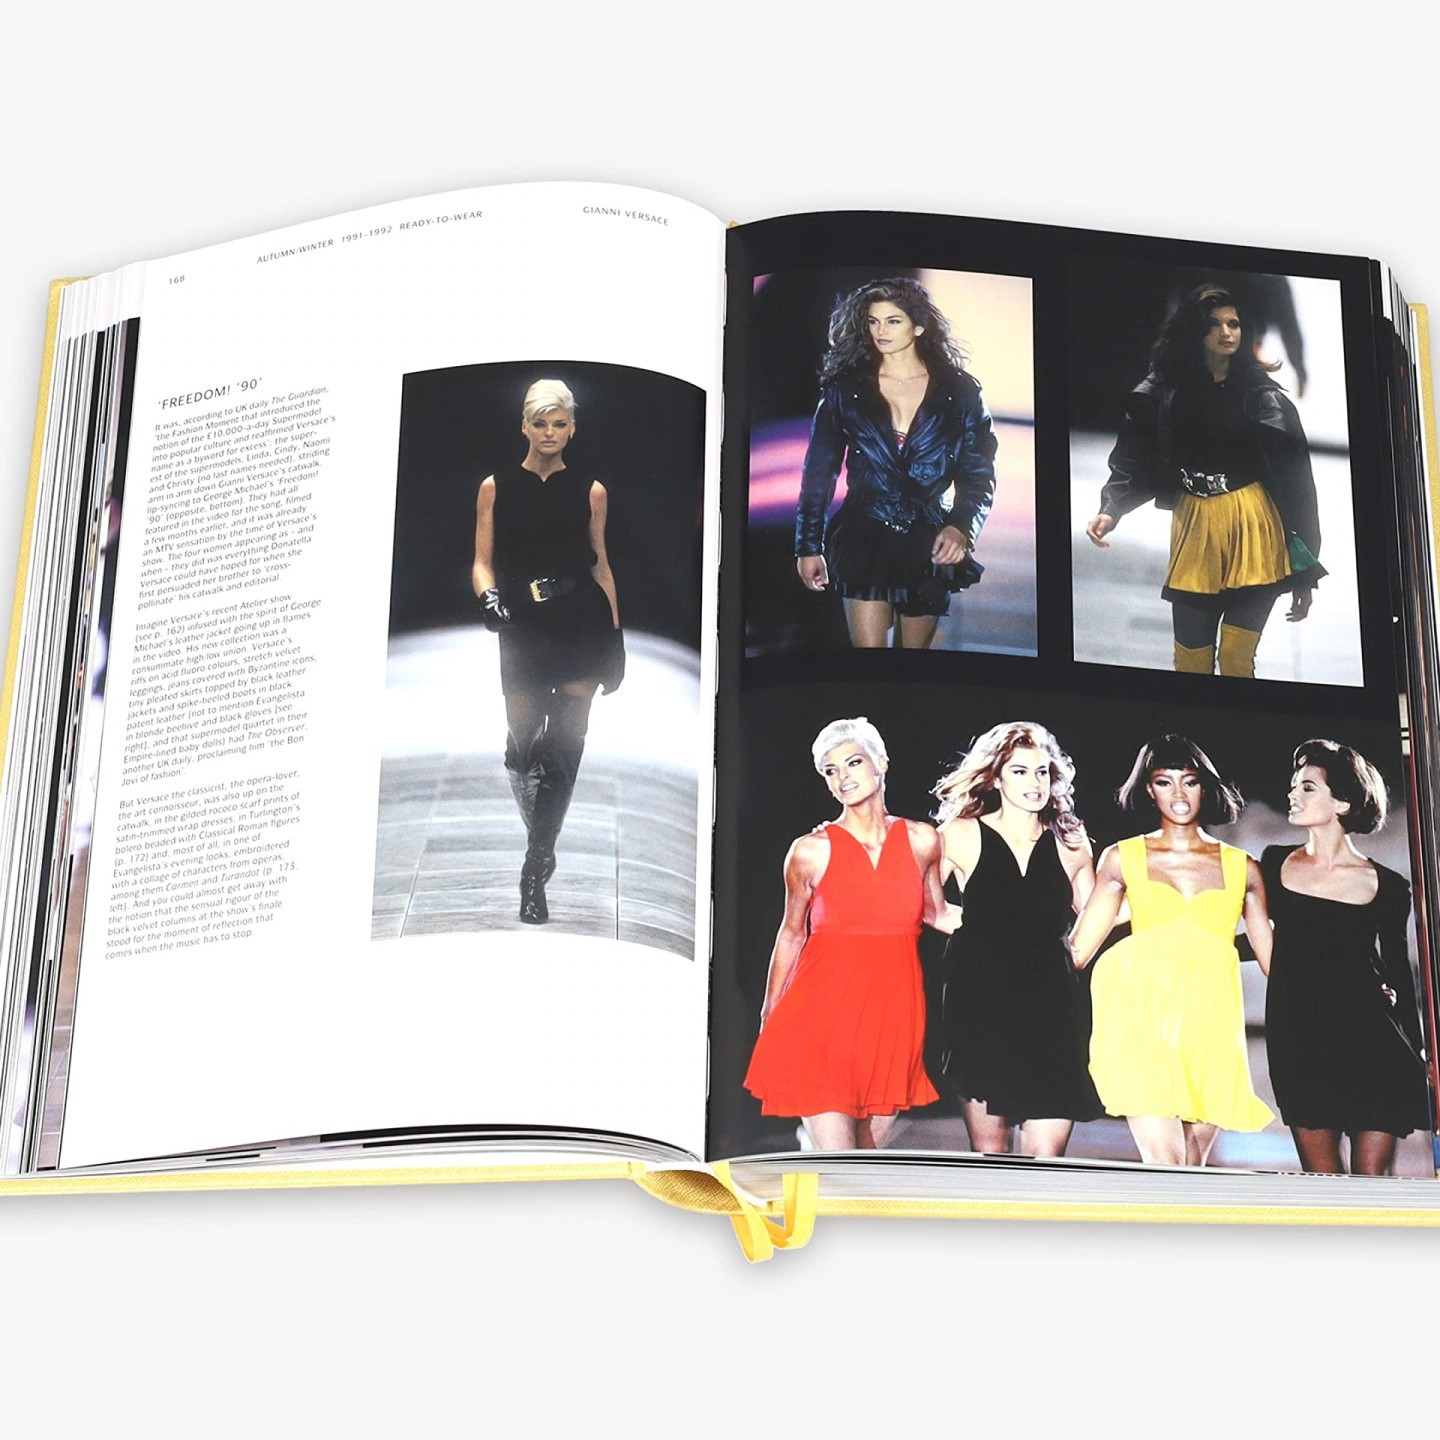 168
AUTUMN/WINTER 1991–1992 READY-TO-WEAR
GIANNI VERSACE
'FREEDOM! '90'
It was, according to UK daily The Guardian,
'the Fashion Moment that introduced the
notion of the £10,000-a-day Supermodel
into popular culture and reaffirmed Versace's
name as a byword for excess': the super-
est of the supermodels, Linda, Cindy, Naomi
and Christy (no last names needed), striding
arm in arm down Gianni Versace's catwalk,
lip-syncing to George Michael's 'Freedom!
'90' (opposite, bottom). They had all
featured in the video for the song, filmed
a few months earlier, and it was already
an MTV sensation by the time of Versace's
show. The four women appearing as – and
when – they did was everything Donatella
Versace could have hoped for when she
first persuaded her brother to 'cross-
pollinate' his catwalk and editorial.
Imagine Versace's recent Atelier show
(see p. 162) infused with the spirit of George
Michael's leather jacket going up in flames
in the video. His new collection was a
consummate high/low union. Versace's
riffs on acid fluoro colours, stretch velvet
leggings, jeans covered with Byzantine icons,
tiny pleated skirts topped by black leather
jackets and spike-heeled boots in black
patent leather (not to mention Evangelista
in blonde beehive and black gloves [see
right], and that supermodel quartet in their
Empire-lined baby dolls) had The Observer,
another UK daily, proclaiming him 'the Bon
Jovi of fashion'.
But Versace the classicist, the opera-lover,
the art connoisseur, was also up on the
catwalk, in the gilded rococo scarf prints of
satin-trimmed wrap dresses, in Turlington's
bolero beaded with Classical Roman figures
(p. 172) and, most of all, in one of
Evangelista's evening looks, embroidered
with a collage of characters from operas,
among them Carmen and Turandot (p. 173,
left). And you could almost get away with
the notion that the sensual rigour of the
black velvet columns at the show's finale
stood for the moment of reflection that
comes when the music has to stop.